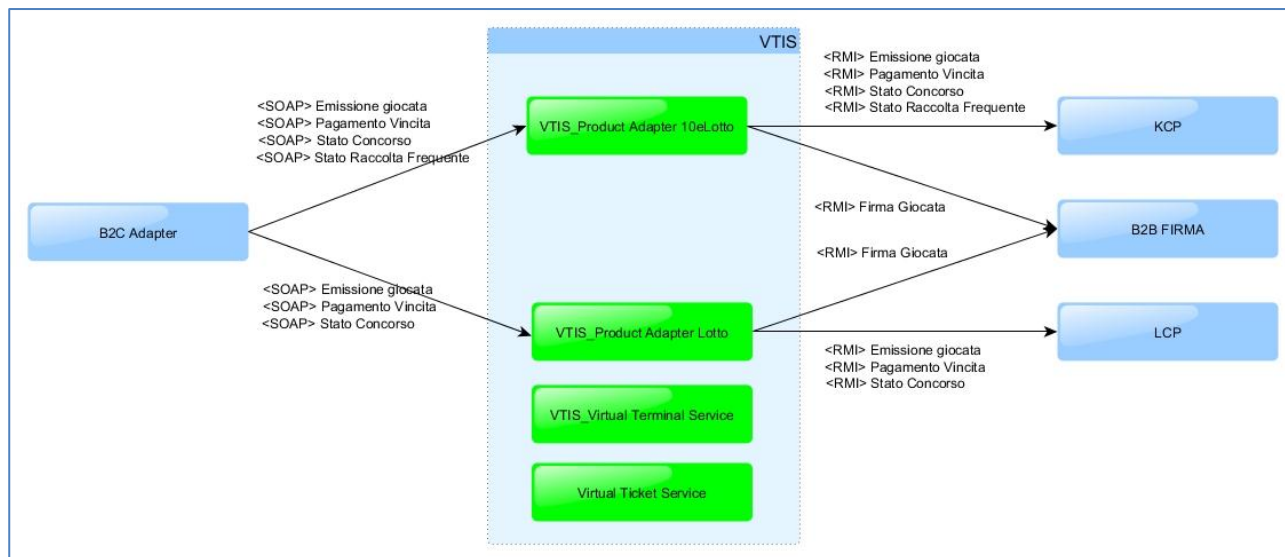 VTIS
<SOAP> Emissione giocata
<SOAP> Pagamento Vincita
<SOAP> Stato Concorso
<SOAP> Stato Raccolta Frequente
VTIS_Product Adapter 10eLotto
<RMI> Emissione giocata
<RMI> Pagamento Vincita
<RMI> Stato Concorso
<RMI> Stato Raccolta Frequente
KCP
B2C Adapter
<RMI> Firma Giocata
B2B FIRMA
<RMI> Firma Giocata
<SOAP> Emissione giocata
<SOAP> Pagamento Vincita
<SOAP> Stato Concorso
VTIS_Product Adapter Lotto
LCP
<RMI> Emissione giocata
<RMI> Pagamento Vincita
<RMI> Stato Concorso
VTIS_Virtual Terminal Service
Virtual Ticket Service